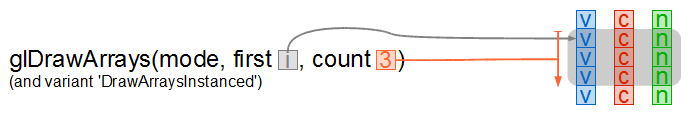 v c n
glDrawArrays(mode, first i, count 3)
(and variant 'DrawArraysInstanced')
v c n
v c n
v c n
v c n